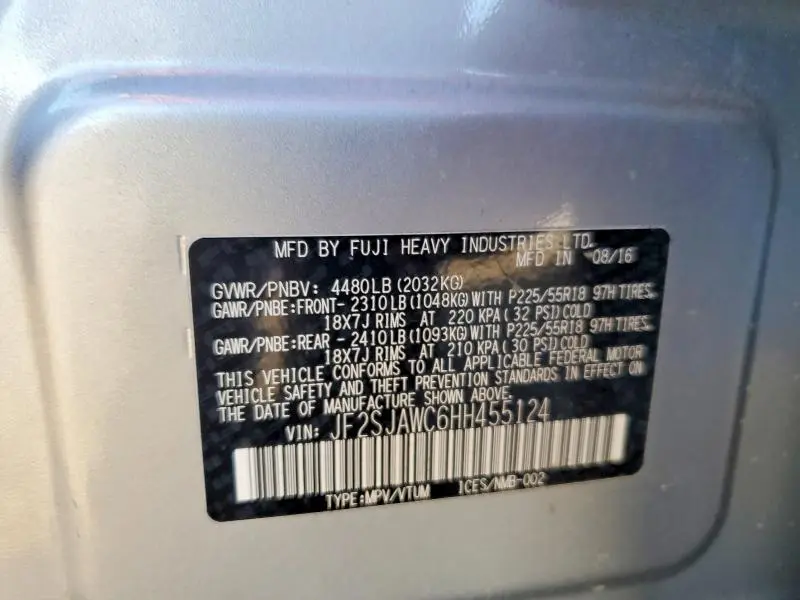 MFD BY FUJI HEAVY INDUSTRIES LTD.
MFD IN 08/16
GVWR/PNBV: 4480LB (2032KG)
GAWR/PNBE:FRONT- 2310LB (1048KG) WITH P225/55R18 97H TIRES,
18X7J RIMS AT 220 KPA ( 32 PSI) COLD
GAWR/PNBE:REAR - 2410LB (1093KG) WITH P225/55R18 97H TIRES,
18X7J RIMS AT 210 KPA ( 30 PSI) COLD
THIS VEHICLE CONFORMS TO ALL APPLICABLE FEDERAL MOTOR
VEHICLE SAFETY AND THEFT PREVENTION STANDARDS IN EFFECT ON
THE DATE OF MANUFACTURE SHOWN ABOVE.
VIN: JF2SJAWC6HH455124
TYPE:MPV/VTUM ICES/NMB-002